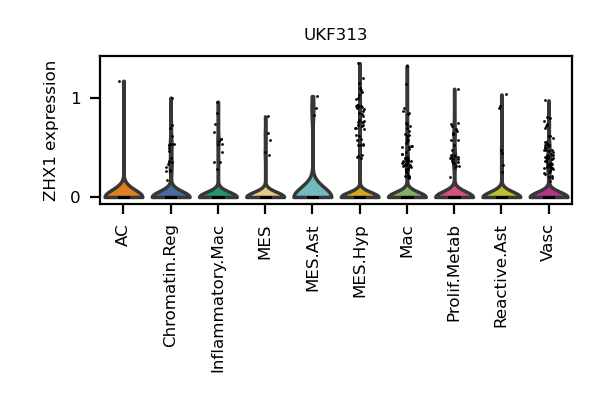 UKF313
ZHX1 expression
1
0
AC
Chromatin.Reg
Inflammatory.Mac
MES
MES.Ast
MES.Hyp
Mac
Prolif.Metab
Reactive.Ast
Vasc